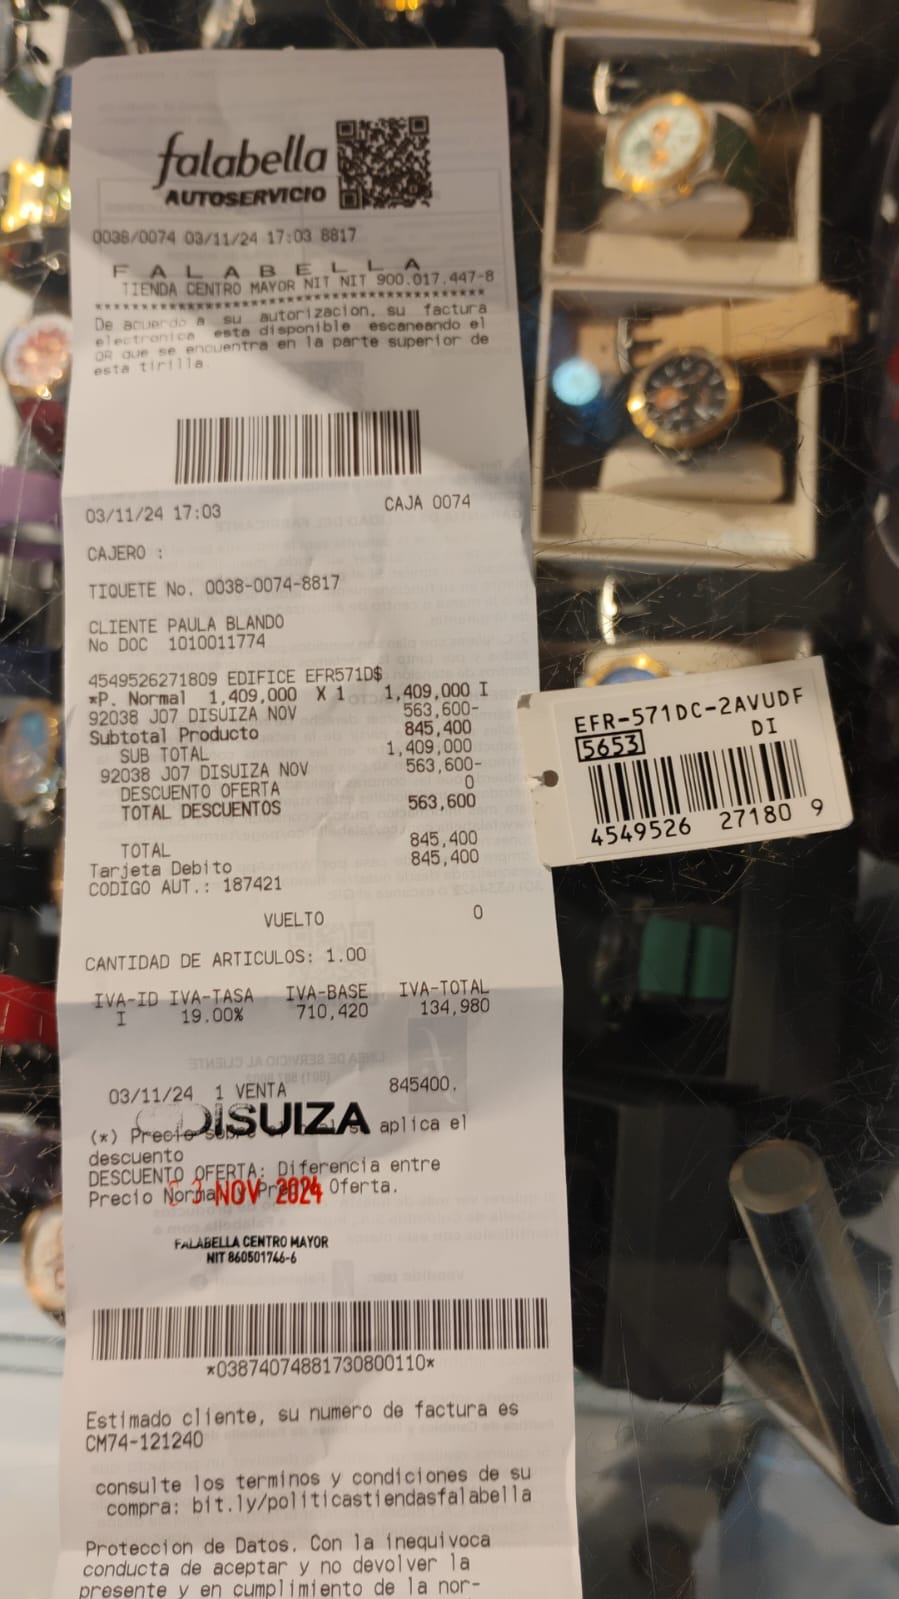 falabella
AUTOSERVICIO
0038/0074 03/11/24 17:03 8817
F A L A B E L L A
TIENDA CENTRO MAYOR NIT NIT 900.017.447-8
De acuerdo a su autorizacion, su factura
electronica esta disponible escaneando el
QR que se encuentra en la parte superior de
esta tirilla.
03/11/24 17:03 CAJA 0074
CAJERO :
TIQUETE No. 0038-0074-8817
CLIENTE PAULA BLANDO
No DOC 1010011774
4549526271809 EDIFICE EFR571D$
*P. Normal 1,409,000 X 1 1,409,000 I
92038 J07 DISUIZA NOV 563,600-
Subtotal Producto 845,400
SUB TOTAL 1,409,000
92038 J07 DISUIZA NOV 563,600-
DESCUENTO OFERTA 0
TOTAL DESCUENTOS 563,600
TOTAL 845,400
Tarjeta Debito 845,400
CODIGO AUT.: 187421
VUELTO 0
CANTIDAD DE ARTICULOS: 1.00
IVA-ID IVA-TASA IVA-BASE IVA-TOTAL
I 19.00% 710,420 134,980
03/11/24 1 VENTA 845400.
DISUIZA
(*) Precio aplica el
descuento
DESCUENTO OFERTA: Diferencia entre
Precio Normal Oferta.
NOV 2024
FALABELLA CENTRO MAYOR
NIT 860501746-6
*03874074881730800110*
Estimado cliente, su numero de factura es
CM74-121240
consulte los terminos y condiciones de su
compra: bit.ly/politicastiendasfalabella
Proteccion de Datos. Con la inequivoca
conducta de aceptar y no devolver la
presente y en cumplimiento de la nor-
EFR-571DC-2AVUDF
5653 DI
4549526 27180 9